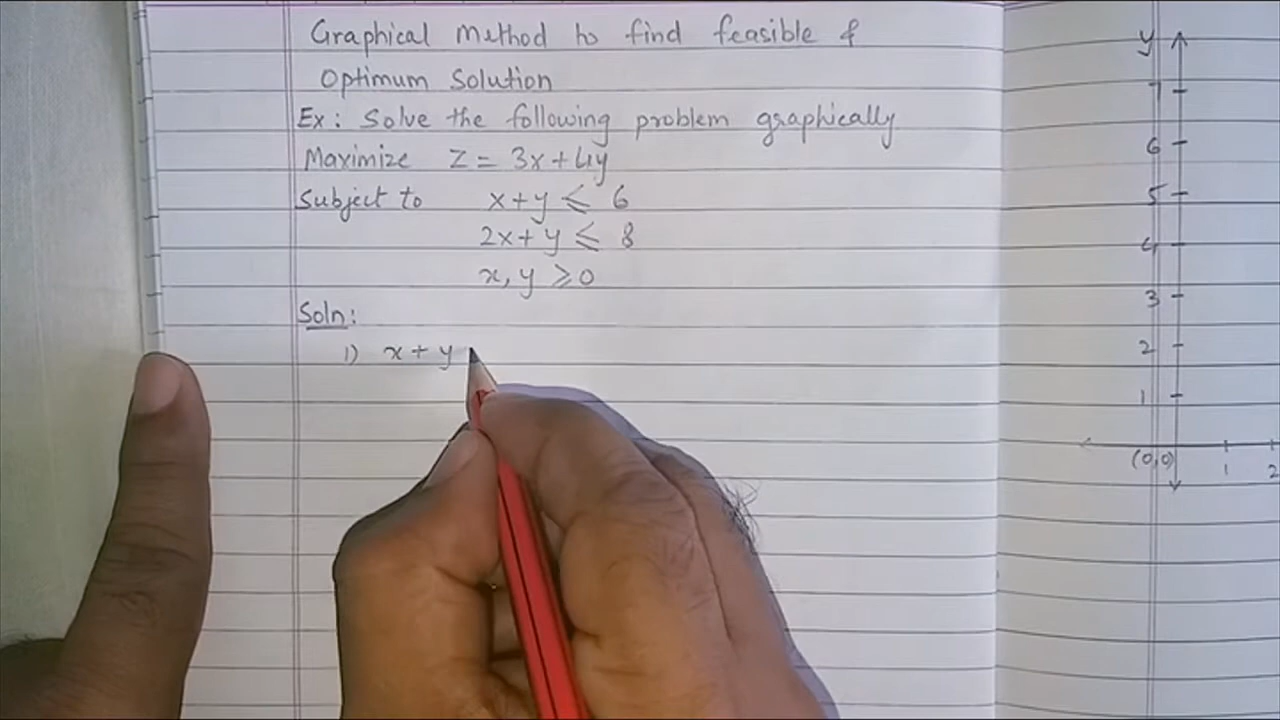 Graphical Method to find feasible &
Optimum Solution
Ex: Solve the following problem graphically
Maximize Z = 3x + 4y
Subject to x+y ⩽ 6
2x+y ⩽ 8
x, y ⩾ 0
Soln:
1) x + y
y
7
6
5
4
3
2
1
(0,0) 1 2